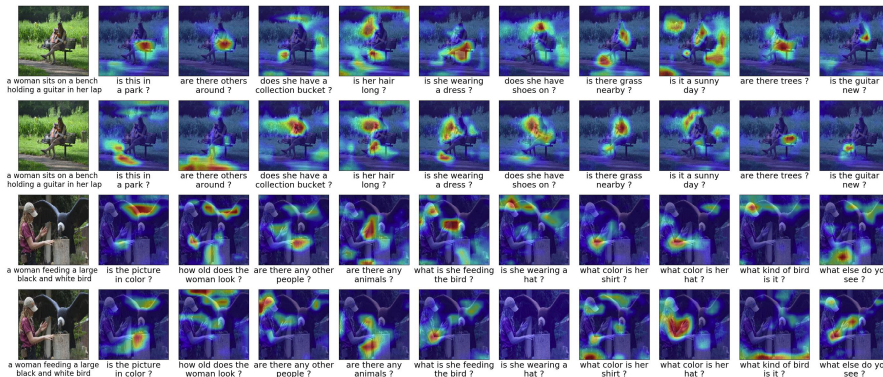 a woman sits on a bench
holding a guitar in her lap
is this in
a park ?
are there others
around ?
does she have a
collection bucket ?
is her hair
long ?
is she wearing
a dress ?
does she have
shoes on ?
is there grass
nearby ?
is it a sunny
day ?
are there trees ?
is the guitar
new ?
a woman sits on a bench
holding a guitar in her lap
is this in
a park ?
are there others
around ?
does she have a
collection bucket ?
is her hair
long ?
is she wearing
a dress ?
does she have
shoes on ?
is there grass
nearby ?
is it a sunny
day ?
are there trees ?
is the guitar
new ?
a woman feeding a large
black and white bird
is the picture
in color ?
how old does the
woman look ?
are there any other
people ?
are there any
animals ?
what is she feeding
the bird ?
is she wearing a
hat ?
what color is her
shirt ?
what color is her
hat ?
what kind of bird
is it ?
what else do yo
see ?
a woman feeding a large
black and white bird
is the picture
in color ?
how old does the
woman look ?
are there any other
people ?
are there any
animals ?
what is she feeding
the bird ?
is she wearing a
hat ?
what color is her
shirt ?
what color is her
hat ?
what kind of bird
is it ?
what else do yo
see ?